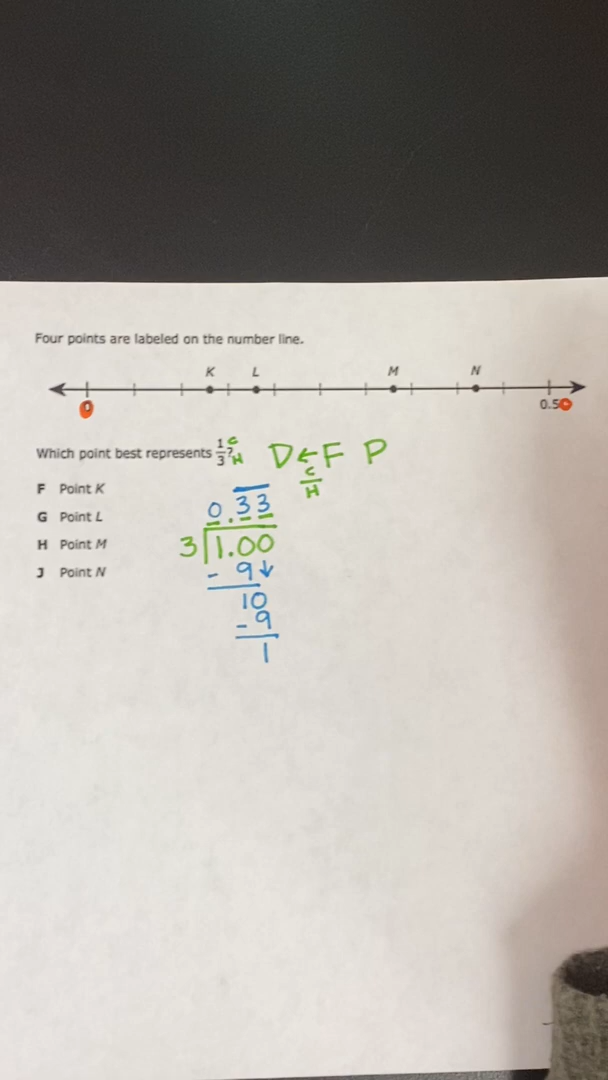 Four points are labeled on the number line.
K L M N
0 0.50
Which point best represents 1/3? C H D ← F P
C/H
F Point K
G Point L
H Point M
J Point N
0.33
3 1.00
- 9↓
10
- 9
1